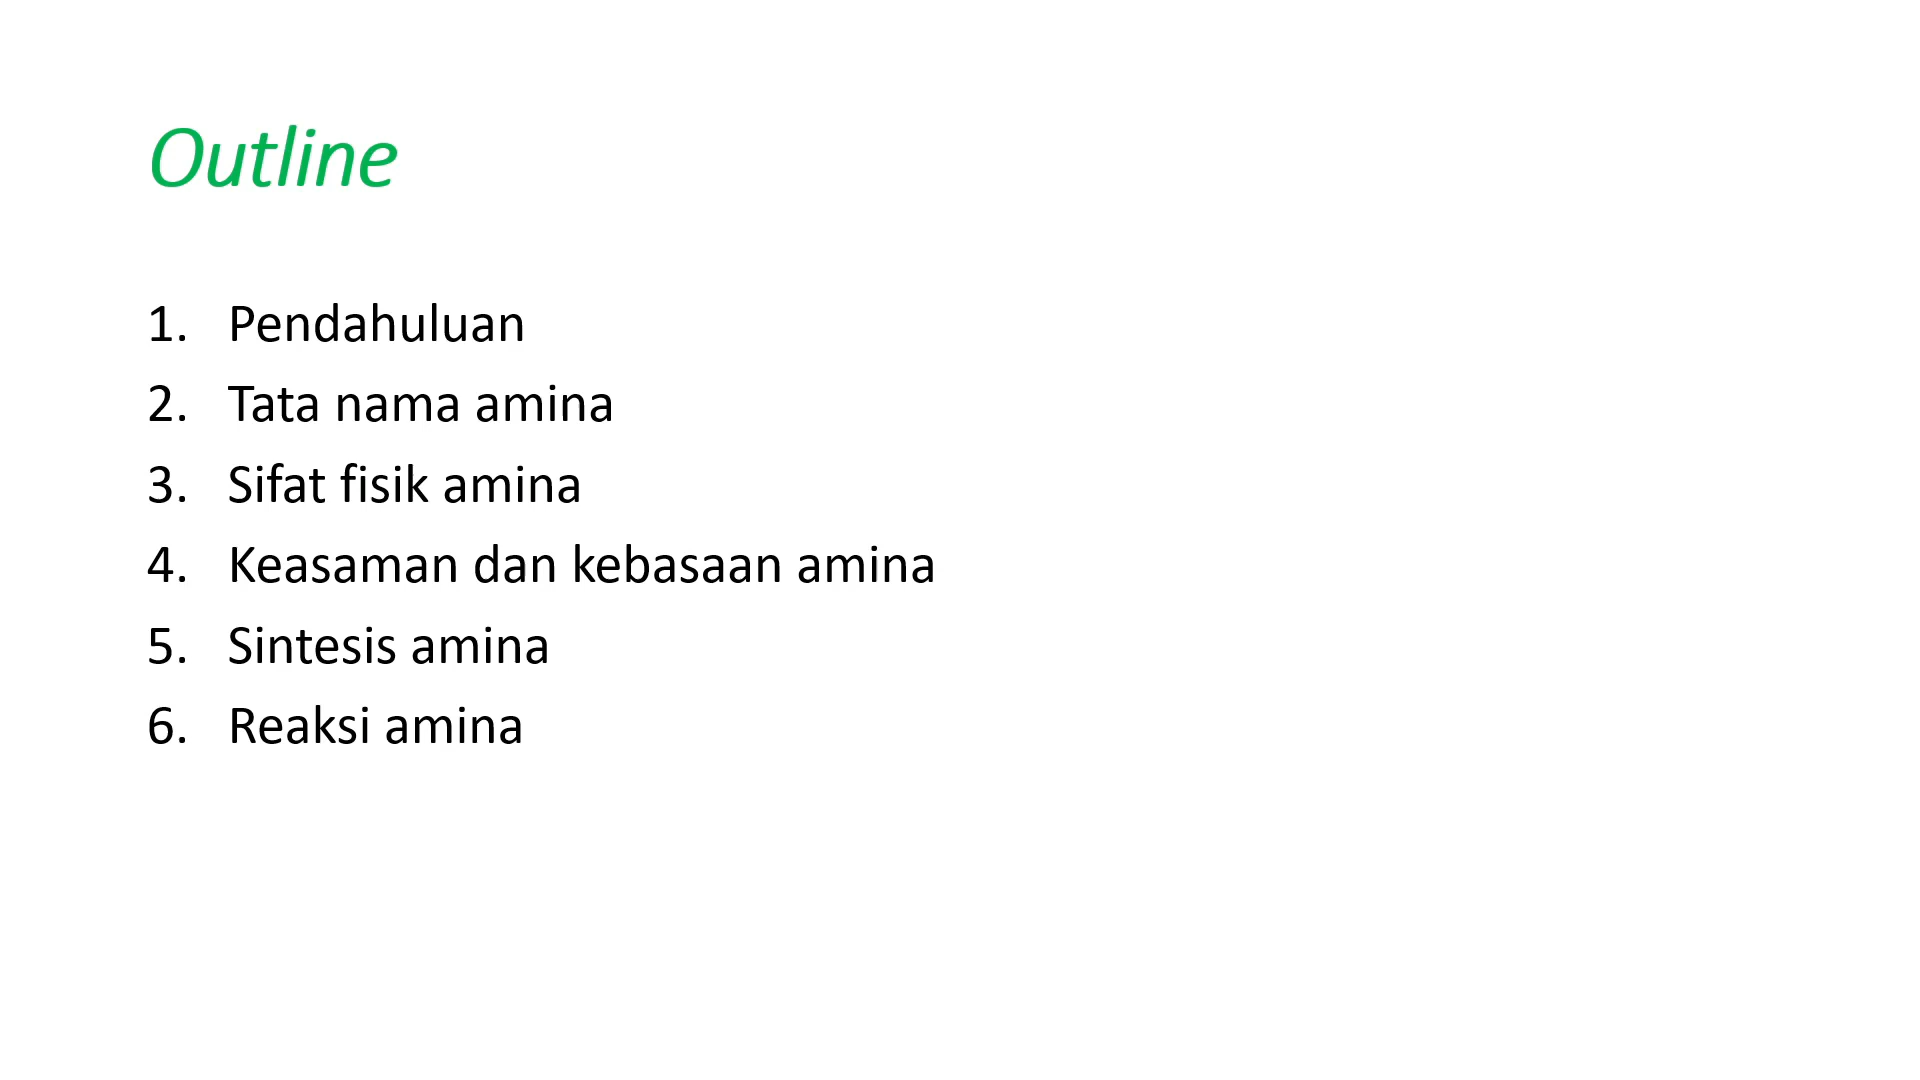 Outline
1. Pendahuluan
2. Tata nama amina
3. Sifat fisik amina
4. Keasaman dan kebasaan amina
5. Sintesis amina
6. Reaksi amina